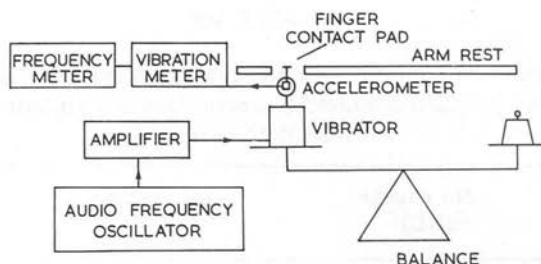 FINGER
CONTACT PAD
FREQUENCY
METER
VIBRATION
METER
ARM REST
ACCELEROMETER
AMPLIFIER
VIBRATOR
AUDIO FREQUENCY
OSCILLATOR
BALANCE